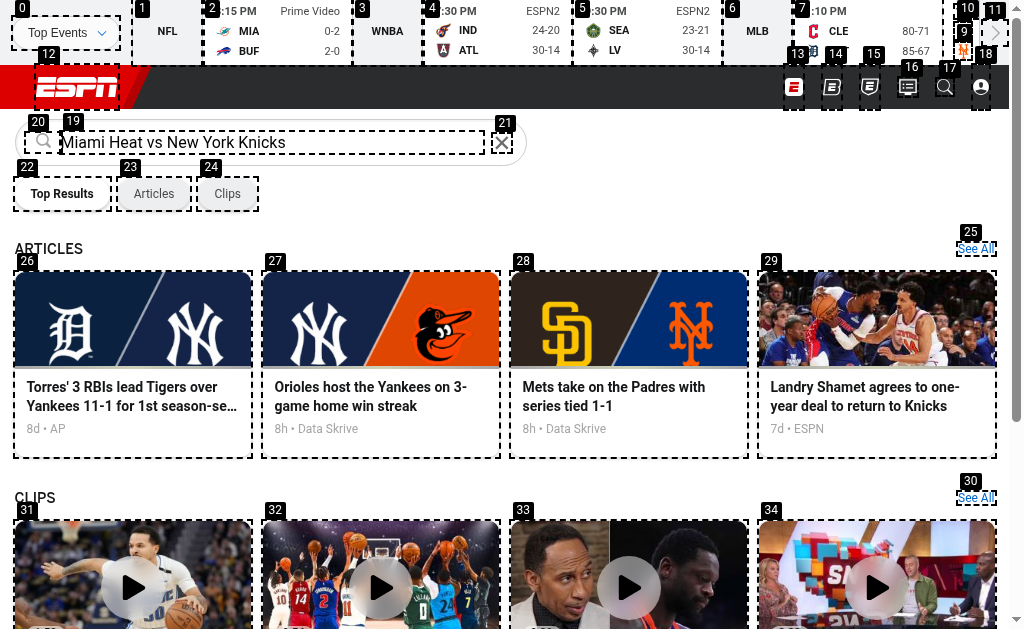 0
1
2
3
4
5
6
7
10
11
Top Events
NFL
:15 PM
Prime Video
MIA
0-2
BUF
2-0
WNBA
:30 PM
ESPN2
IND
24-20
ATL
30-14
:30 PM
ESPN2
SEA
23-21
LV
30-14
MLB
:10 PM
CLE
80-71
85-67
9
12
13
14
15
16
17
18
ESPN
20
19
21
Miami Heat vs New York Knicks
22
23
24
Top Results
Articles
Clips
25
ARTICLES
See All
26
27
28
29
Torres' 3 RBIs lead Tigers over
Yankees 11-1 for 1st season-se...
8d • AP
Orioles host the Yankees on 3-
game home win streak
8h • Data Skrive
Mets take on the Padres with
series tied 1-1
8h • Data Skrive
Landry Shamet agrees to one-
year deal to return to Knicks
7d • ESPN
30
CLIPS
See All
31
32
33
34